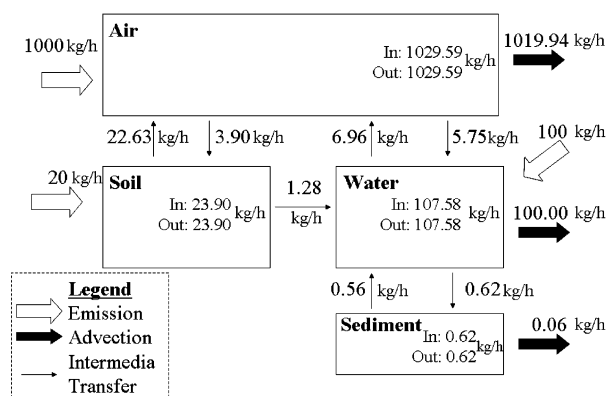 Air
1000 kg/h
In: 1029.59
Out: 1029.59
kg/h
1019.94 kg/h
22.63 kg/h
3.90 kg/h
6.96 kg/h
5.75 kg/h
100 kg/h
20 kg/h
Soil
In: 23.90
Out: 23.90
kg/h
1.28
kg/h
Water
In: 107.58
Out: 107.58
kg/h
100.00 kg/h
0.56 kg/h
0.62 kg/h
Sediment
In: 0.62
Out: 0.62
kg/h
0.06 kg/h
Legend
Emission
Advection
Intermedia
Transfer